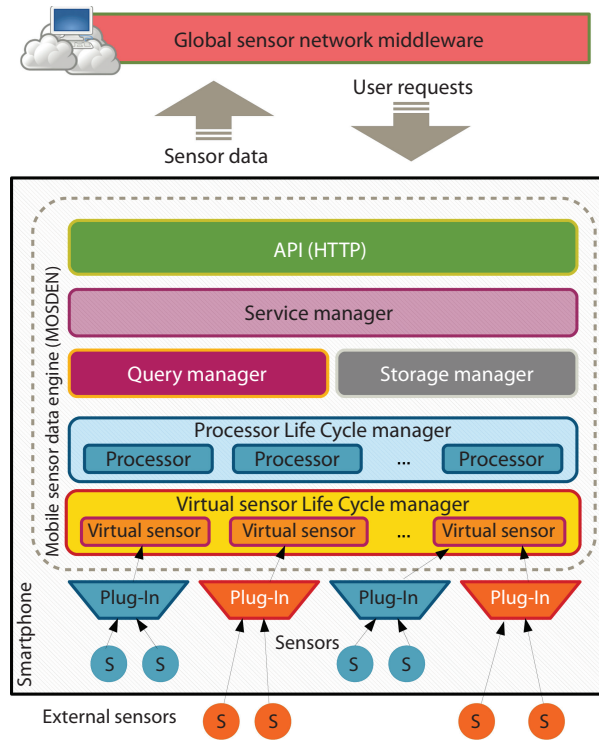 Global sensor network middleware
User requests
Sensor data
API (HTTP)
Service manager
Query manager
Storage manager
Processor Life Cycle manager
Processor
Processor
...
Processor
Virtual sensor Life Cycle manager
Virtual sensor
Virtual sensor
...
Virtual sensor
Mobile sensor data engine (MOSDEN)
Plug-In
Plug-In
Plug-In
Plug-In
Smartphone
Sensors
S
S
S
S
External sensors
S
S
S
S